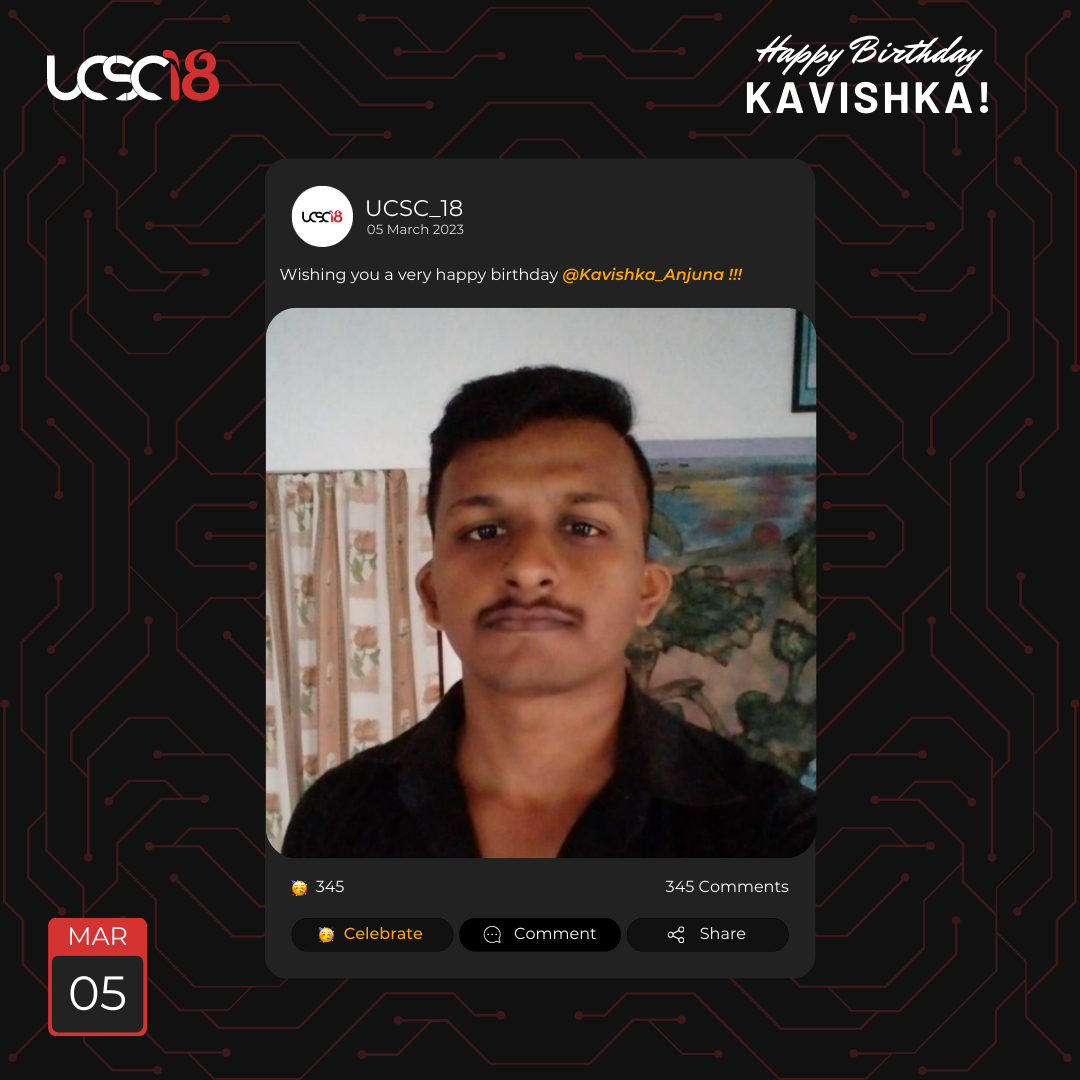 UCSC18
Happy Birthday
KAVISHKA!
UCSC18
UCSC_18
05 March 2023
Wishing you a very happy birthday @Kavishka_Anjuna !!!
345
345 Comments
Celebrate
Comment
Share
MAR
05